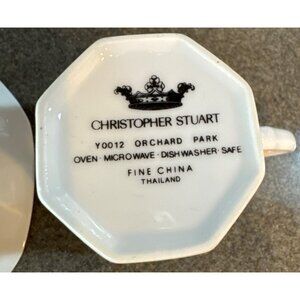 CHRISTOPHER STUART
Y0012 ORCHARD PARK
OVEN·MICROWAVE·DISHWASHER·SAFE
FINE CHINA
THAILAND